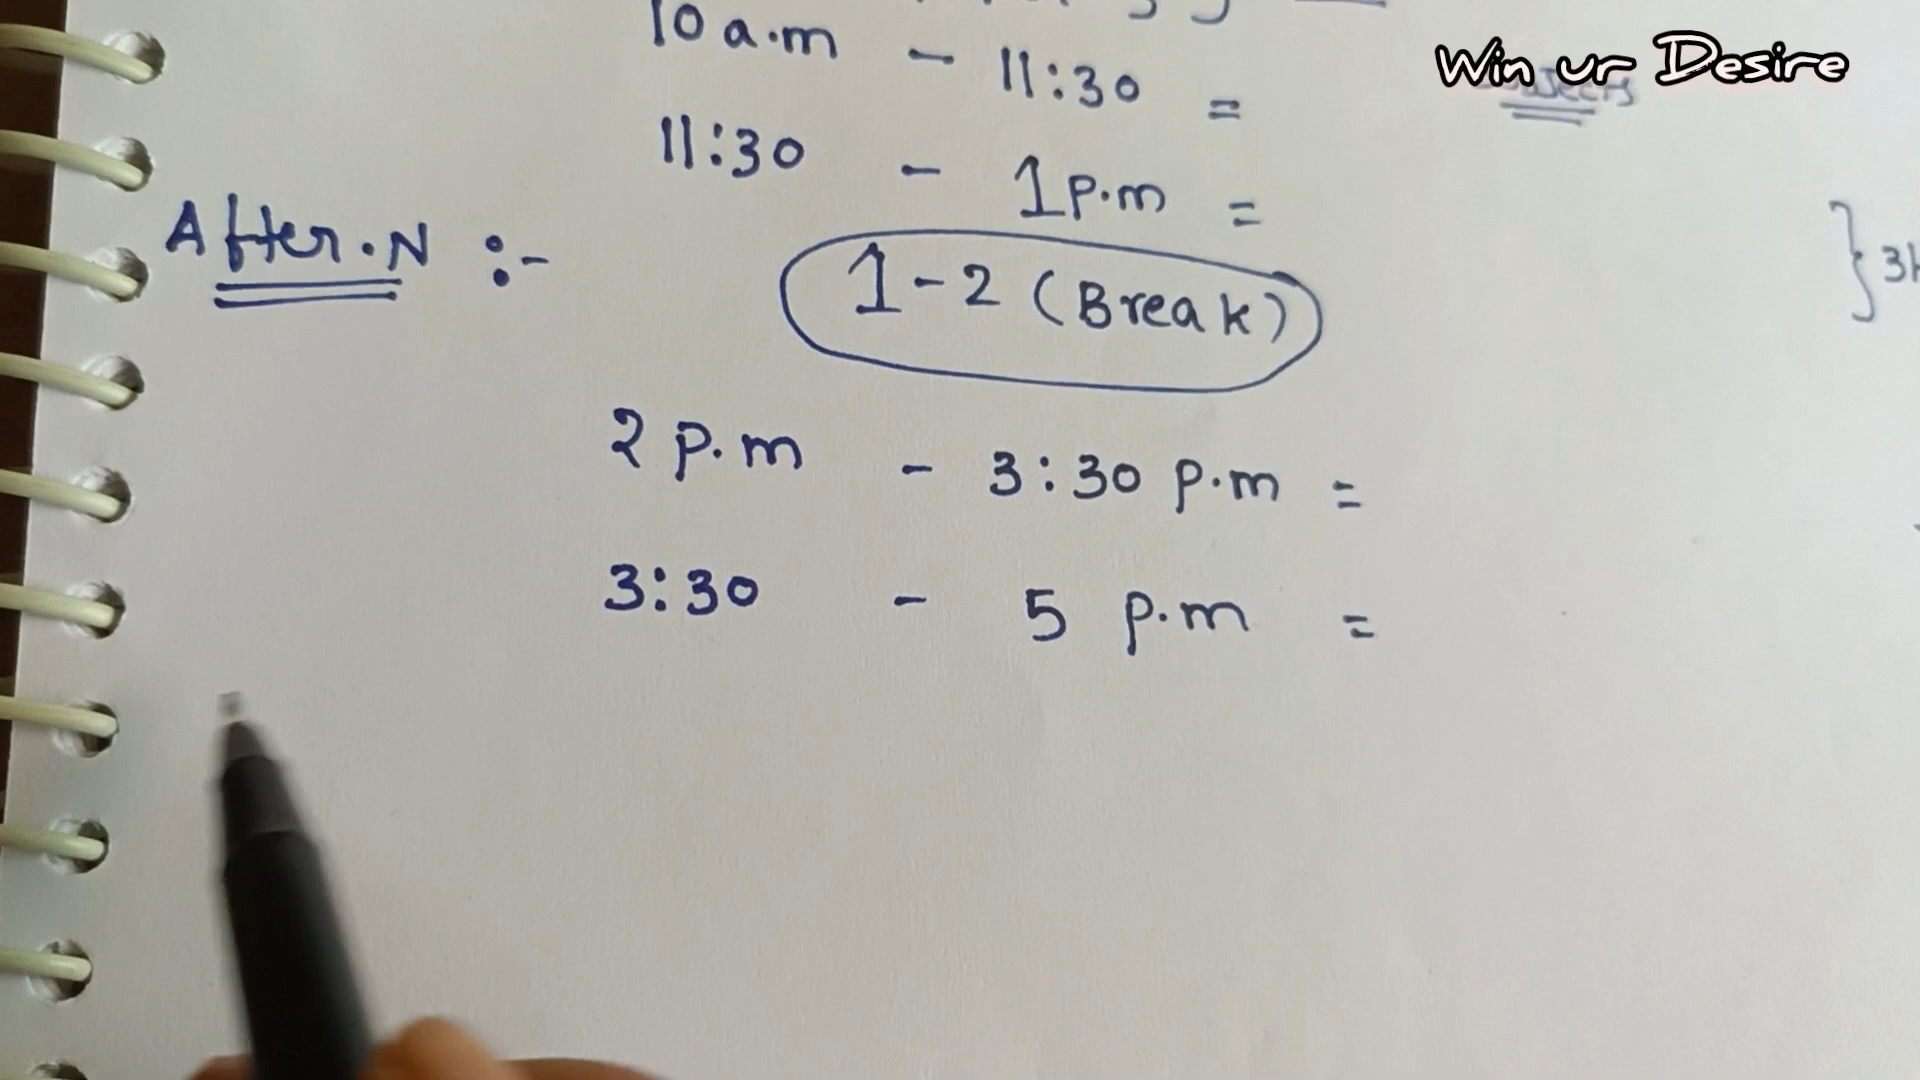 Win ur Desire
10 a.m - 11:30 =
11:30 - 1 p.m =
After.N :-
1-2 (Break)
2 p.m - 3:30 p.m =
3:30 - 5 p.m =